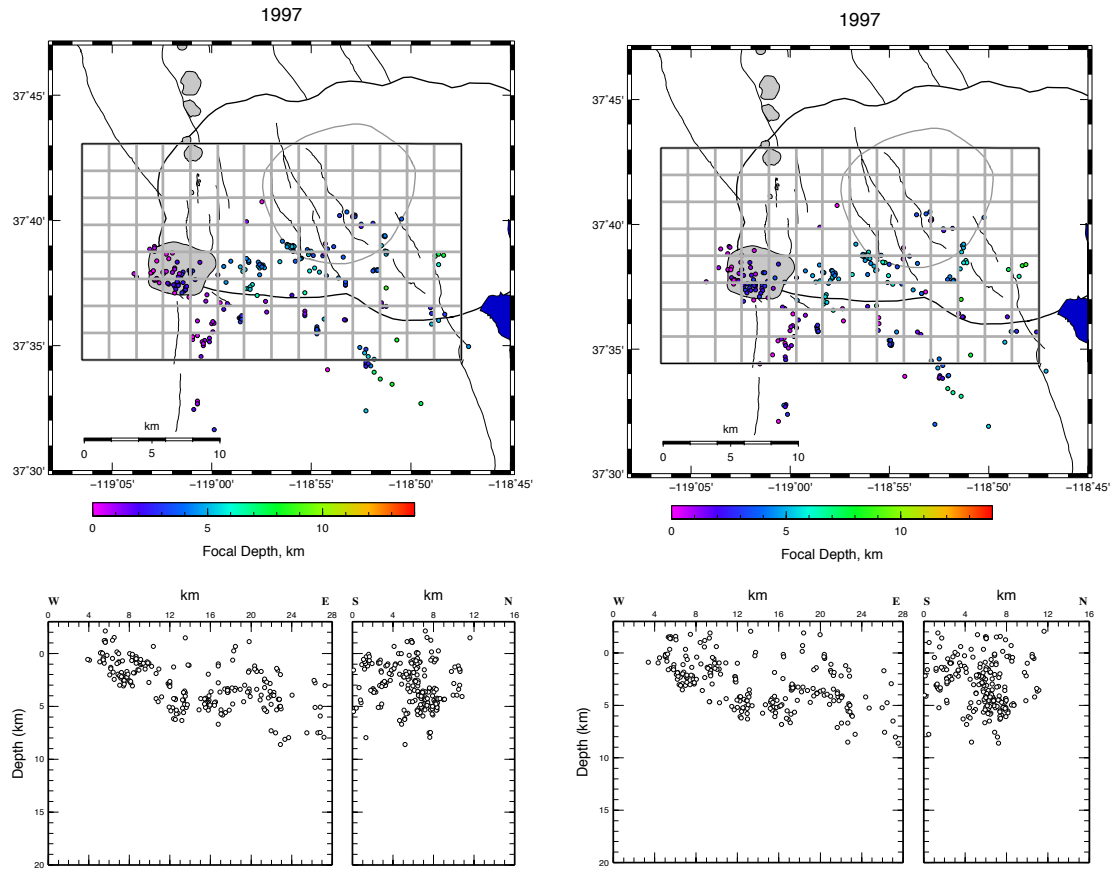 1997
1997
37˚45'
37˚40'
37˚35'
37˚30'
km
0 5 10
−119˚05' −119˚00' −118˚55' −118˚50' −118˚45'
0 5 10
Focal Depth, km
37˚45'
37˚40'
37˚35'
37˚30'
km
0 5 10
−119˚05' −119˚00' −118˚55' −118˚50' −118˚45'
0 5 10
Focal Depth, km
W km E
0 4 8 12 16 20 24 28
S km N
0 4 8 12 16
Depth (km)
0
5
10
15
20
W km E
0 4 8 12 16 20 24 28
S km N
0 4 8 12 16
Depth (km)
0
5
10
15
20